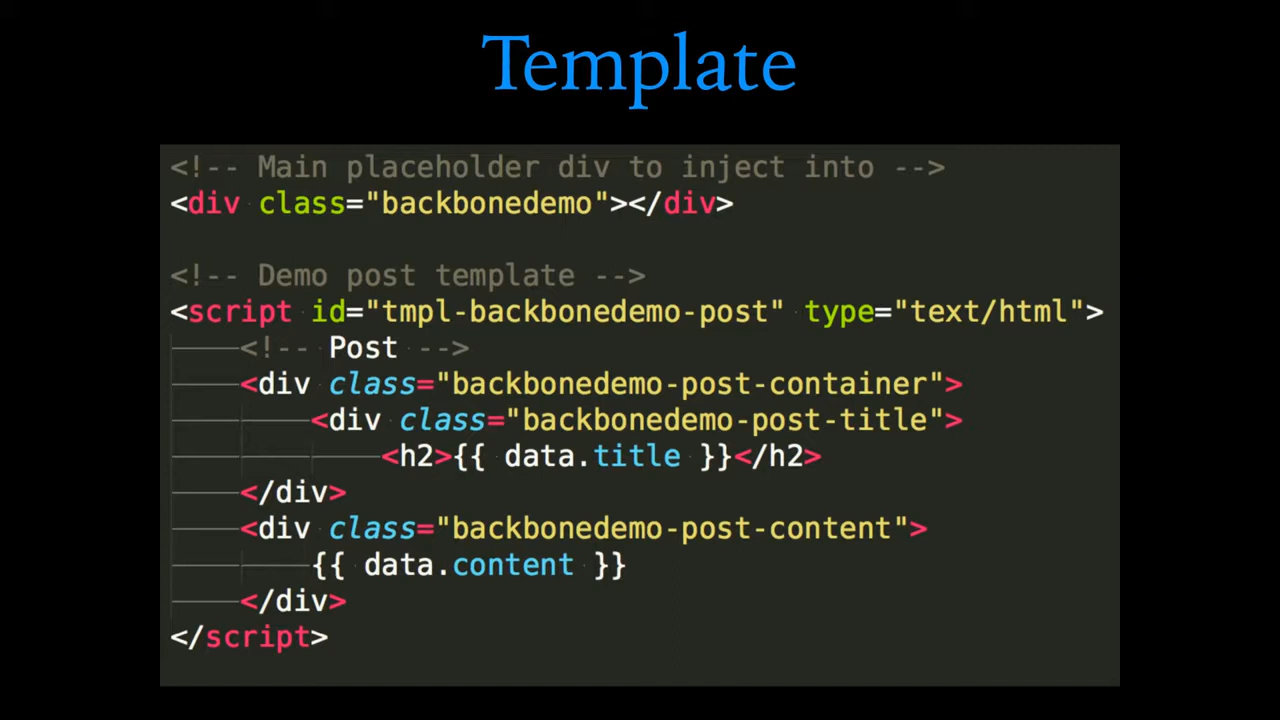 Template
<!-- Main placeholder div to inject into -->
<div class="backbonedemo"></div>
<!-- Demo post template -->
<script id="tmpl-backbonedemo-post" type="text/html">
<!-- Post -->
<div class="backbonedemo-post-container">
<div class="backbonedemo-post-title">
<h2>{{ data.title }}</h2>
</div>
<div class="backbonedemo-post-content">
{{ data.content }}
</div>
</script>